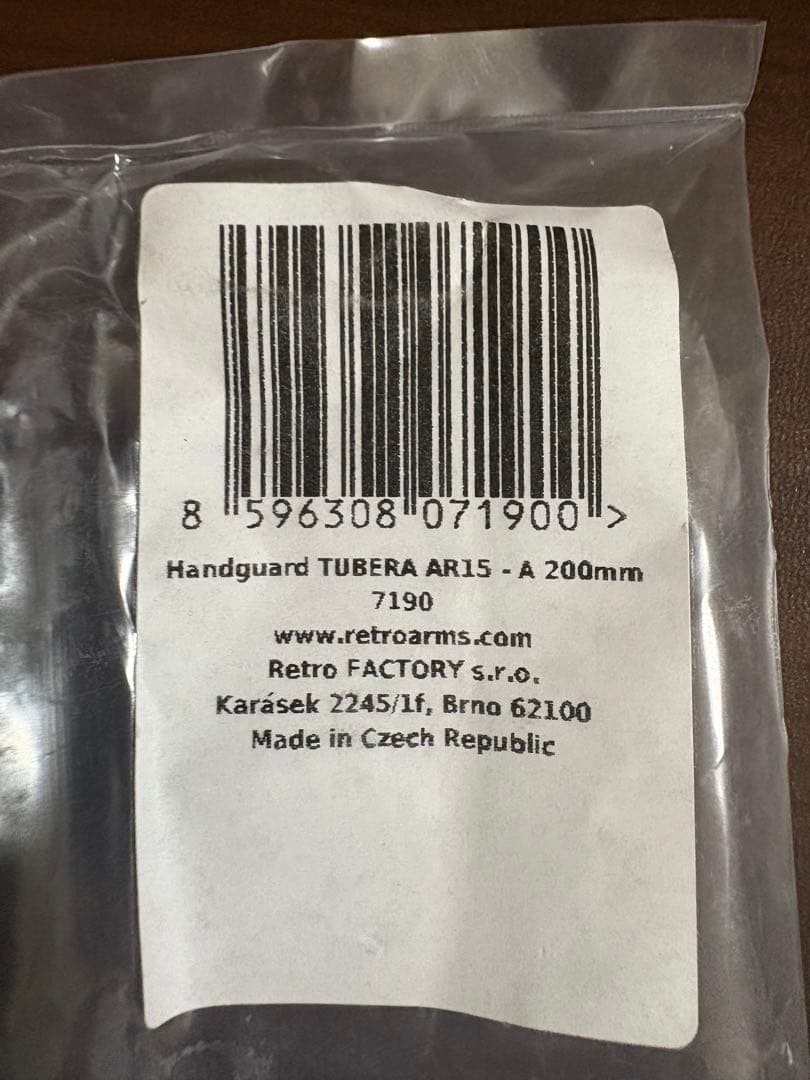 8 596308 071900 >
Handguard TUBERA AR15 - A 200mm
7190
www.retroarms.com
Retro FACTORY s.r.o.
Karásek 2245/1f, Brno 62100
Made in Czech Republic